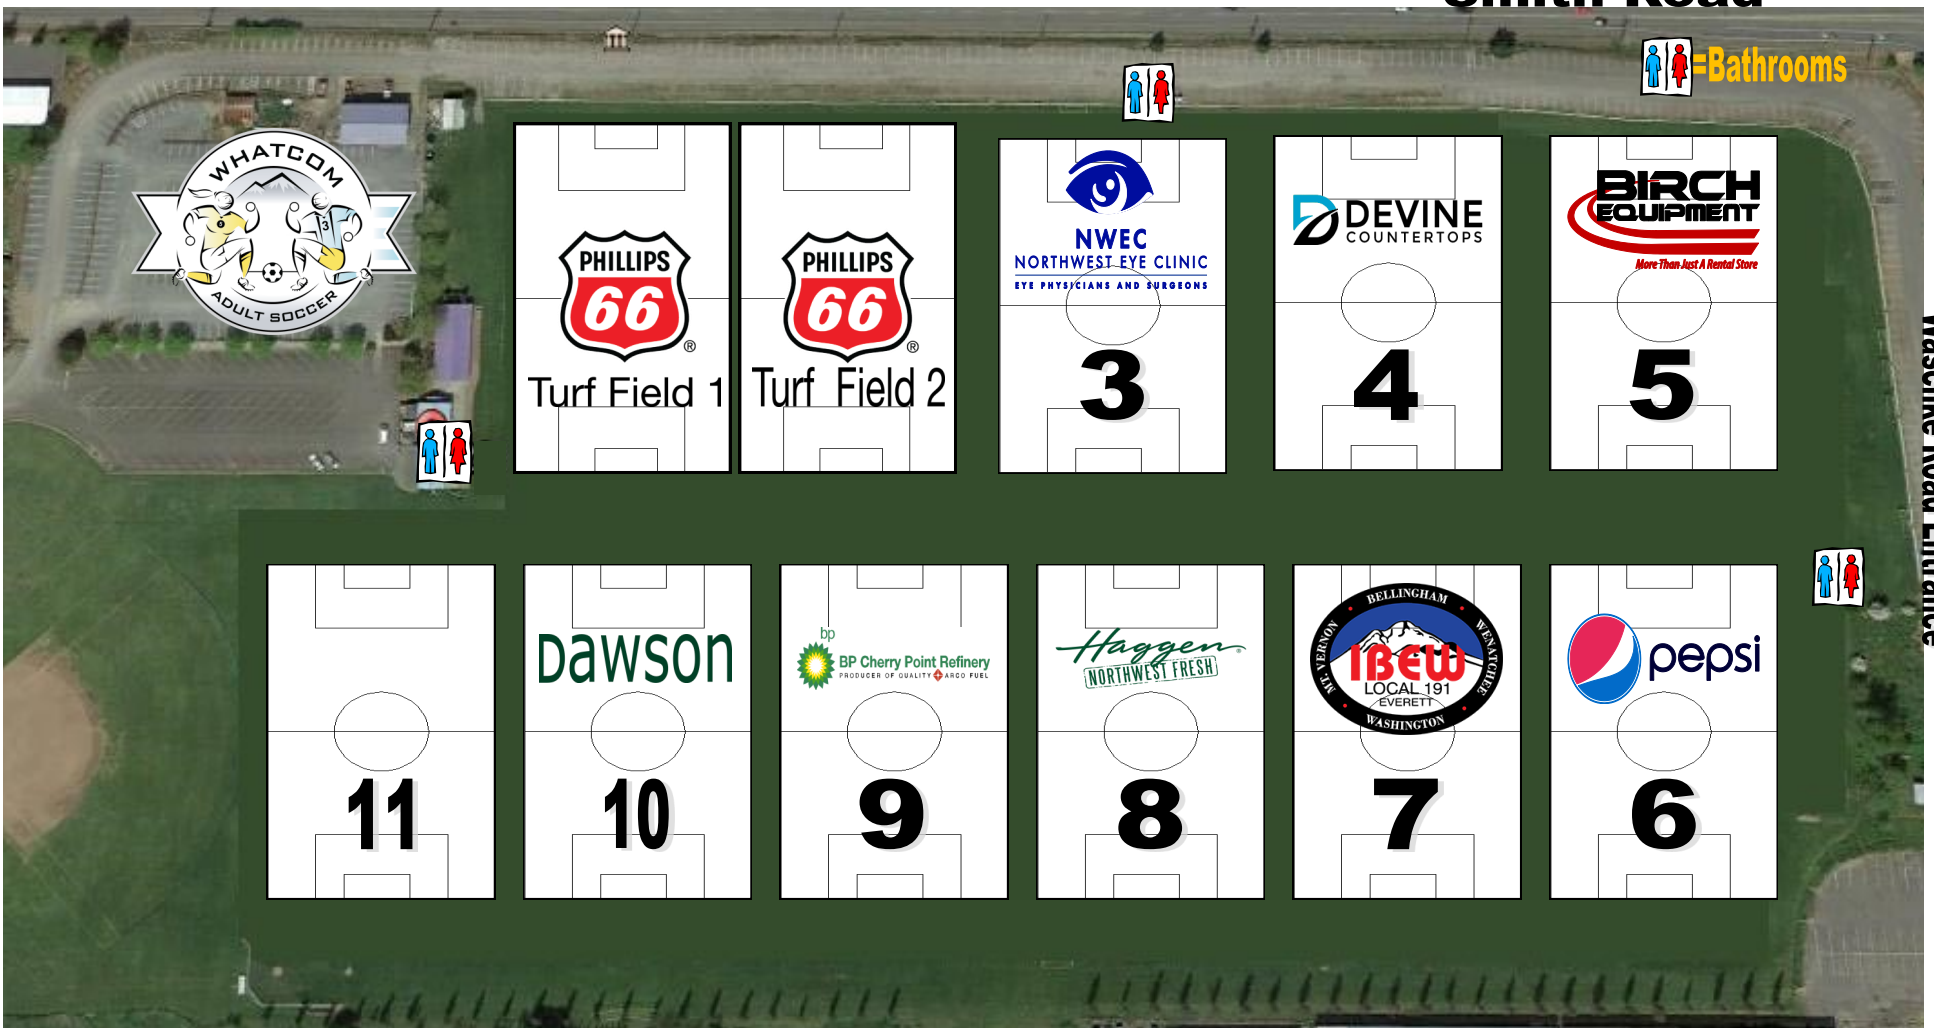 Smith Road
=Bathrooms
WHATCOM
ADULT SOCCER
2
3
PHILLIPS
66
®
Turf Field 1
PHILLIPS
66
®
Turf Field 2
NWEC
NORTHWEST EYE CLINIC
EYE PHYSICIANS AND SURGEONS
3
DEVINE
COUNTERTOPS
4
BIRCH
EQUIPMENT
More Than Just A Rental Store
5
Waschke Road Entrance
11
DAWSON
10
bp
BP Cherry Point Refinery
PRODUCER OF QUALITY ARCO FUEL
9
Haggen
NORTHWEST FRESH
8
BELLINGHAM
MT. VERNON
WENATCHEE
IBEW
LOCAL 191
EVERETT
WASHINGTON
7
pepsi
6